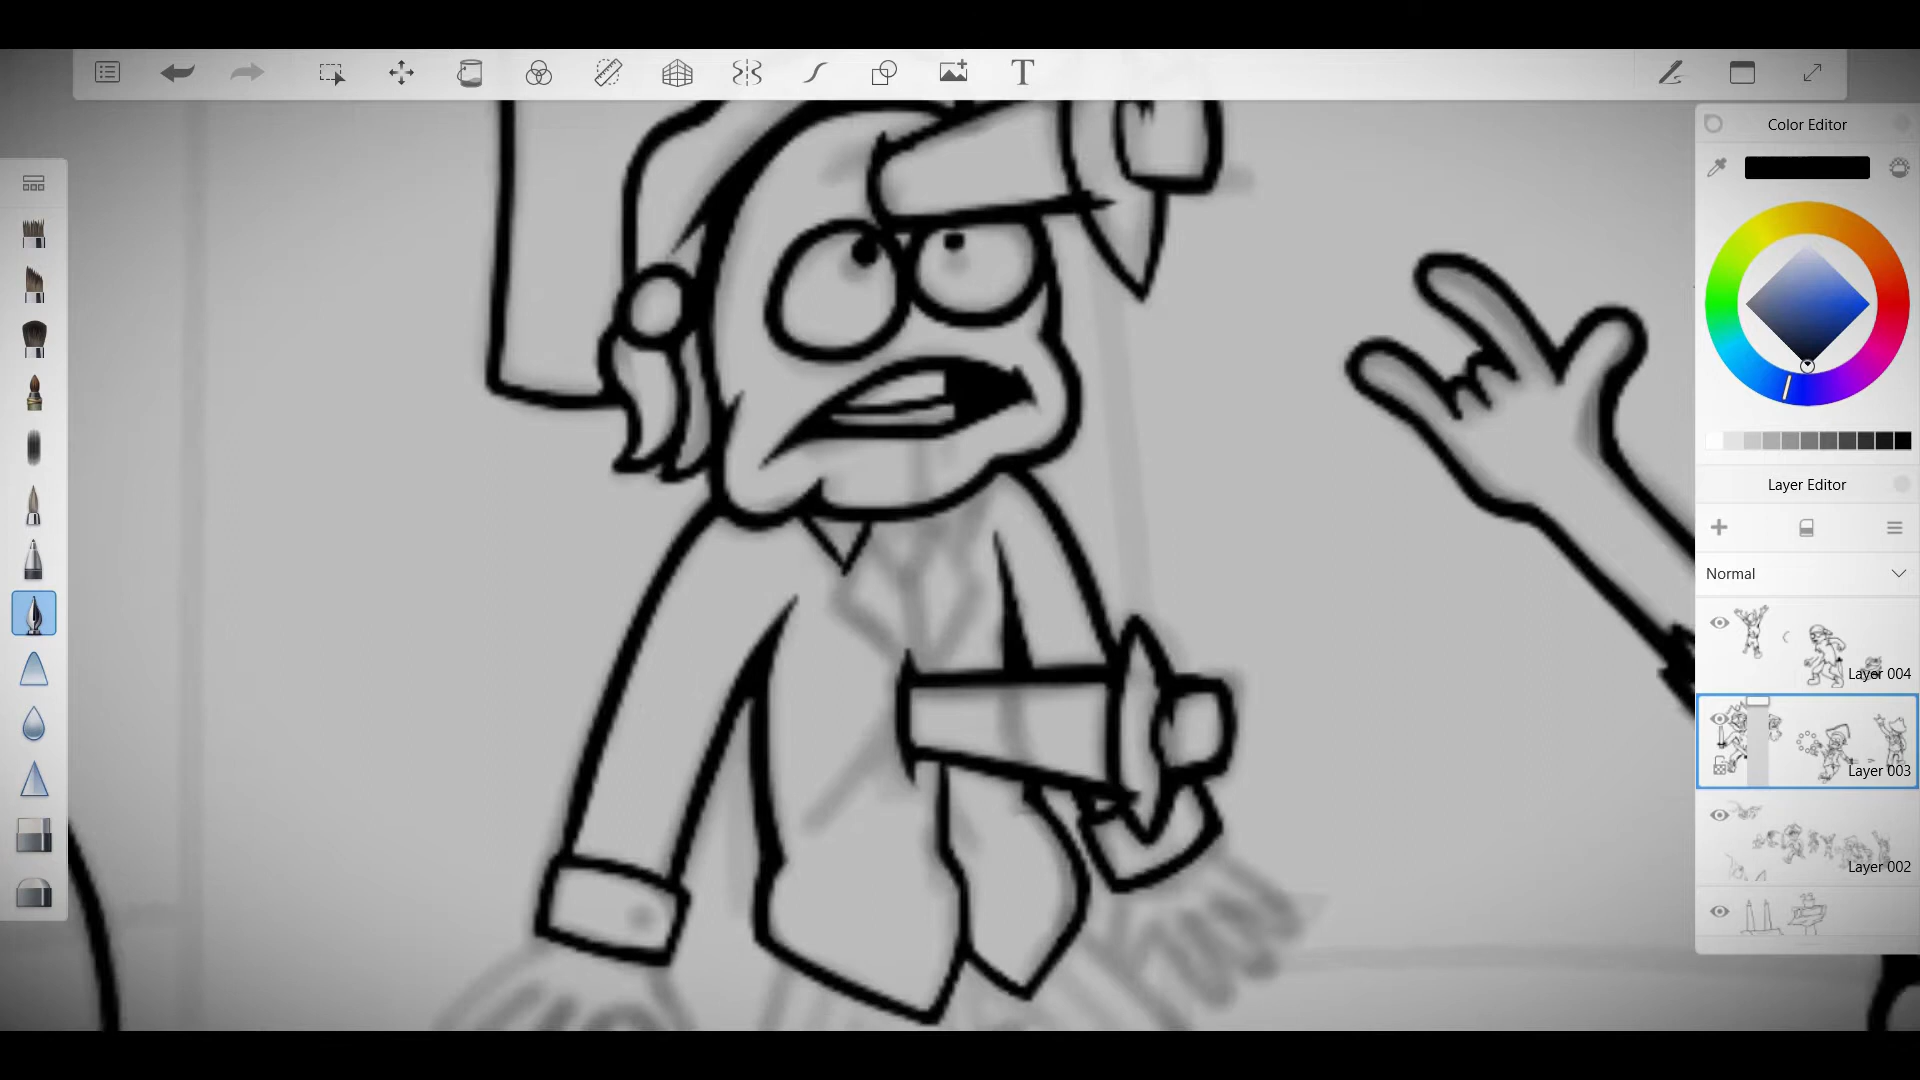 T
Color Editor
Layer Editor
Normal
Layer 004
Layer 003
Layer 002